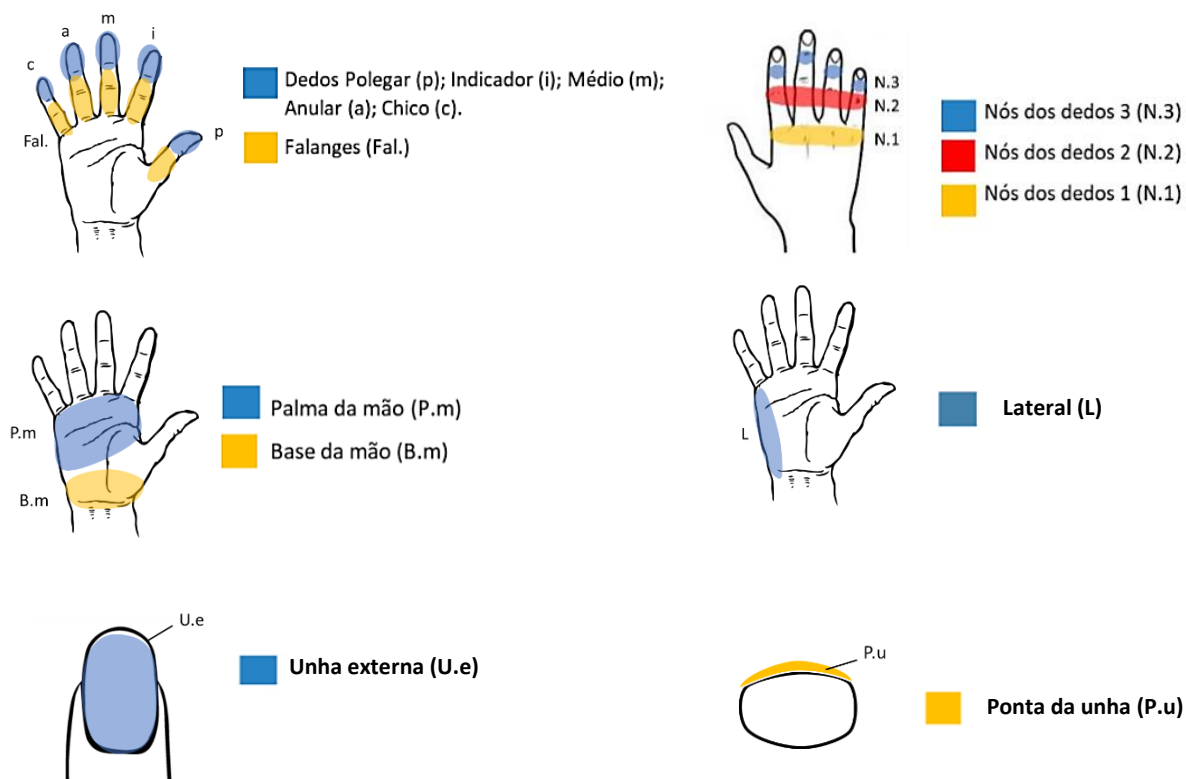 m
a
i
c
p
Fal.
Dedos Polegar (p); Indicador (i); Médio (m);
Anular (a); Chico (c).
Falanges (Fal.)
N.3
N.2
N.1
Nós dos dedos 3 (N.3)
Nós dos dedos 2 (N.2)
Nós dos dedos 1 (N.1)
P.m
B.m
Palma da mão (P.m)
Base da mão (B.m)
L
Lateral (L)
U.e
Unha externa (U.e)
P.u
Ponta da unha (P.u)